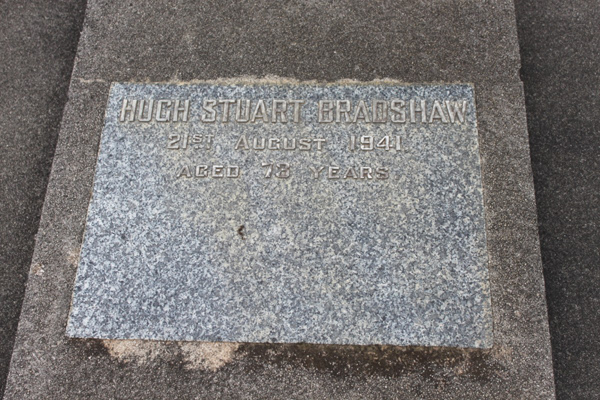 HUGH STUART BRADSHAW
21ST AUGUST 1941.
AGED 78 YEARS.